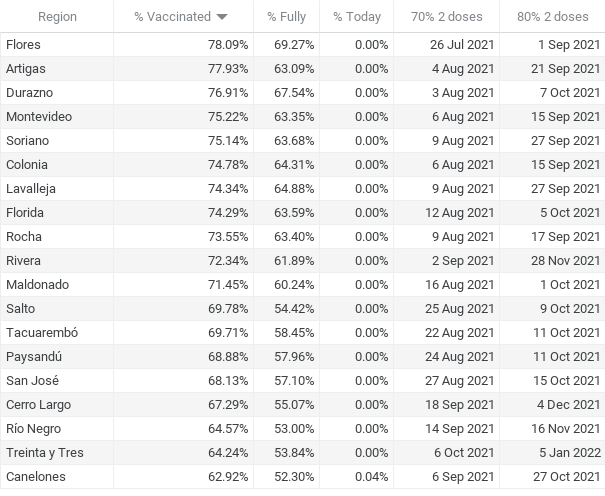 Region % Vaccinated % Fully % Today 70% 2 doses 80% 2 doses
Flores 78.09% 69.27% 0.00% 26 Jul 2021 1 Sep 2021
Artigas 77.93% 63.09% 0.00% 4 Aug 2021 21 Sep 2021
Durazno 76.91% 67.54% 0.00% 3 Aug 2021 7 Oct 2021
Montevideo 75.22% 63.35% 0.00% 6 Aug 2021 15 Sep 2021
Soriano 75.14% 63.68% 0.00% 9 Aug 2021 27 Sep 2021
Colonia 74.78% 64.31% 0.00% 6 Aug 2021 15 Sep 2021
Lavalleja 74.34% 64.88% 0.00% 9 Aug 2021 27 Sep 2021
Florida 74.29% 63.59% 0.00% 12 Aug 2021 5 Oct 2021
Rocha 73.55% 63.40% 0.00% 9 Aug 2021 17 Sep 2021
Rivera 72.34% 61.89% 0.00% 2 Sep 2021 28 Nov 2021
Maldonado 71.45% 60.24% 0.00% 16 Aug 2021 1 Oct 2021
Salto 69.78% 54.42% 0.00% 25 Aug 2021 9 Oct 2021
Tacuarembó 69.71% 58.45% 0.00% 22 Aug 2021 11 Oct 2021
Paysandú 68.88% 57.96% 0.00% 24 Aug 2021 11 Oct 2021
San José 68.13% 57.10% 0.00% 27 Aug 2021 15 Oct 2021
Cerro Largo 67.29% 55.07% 0.00% 18 Sep 2021 4 Dec 2021
Río Negro 64.57% 53.00% 0.00% 14 Sep 2021 16 Nov 2021
Treinta y Tres 64.24% 53.84% 0.00% 6 Oct 2021 5 Jan 2022
Canelones 62.92% 52.30% 0.04% 6 Sep 2021 27 Oct 2021